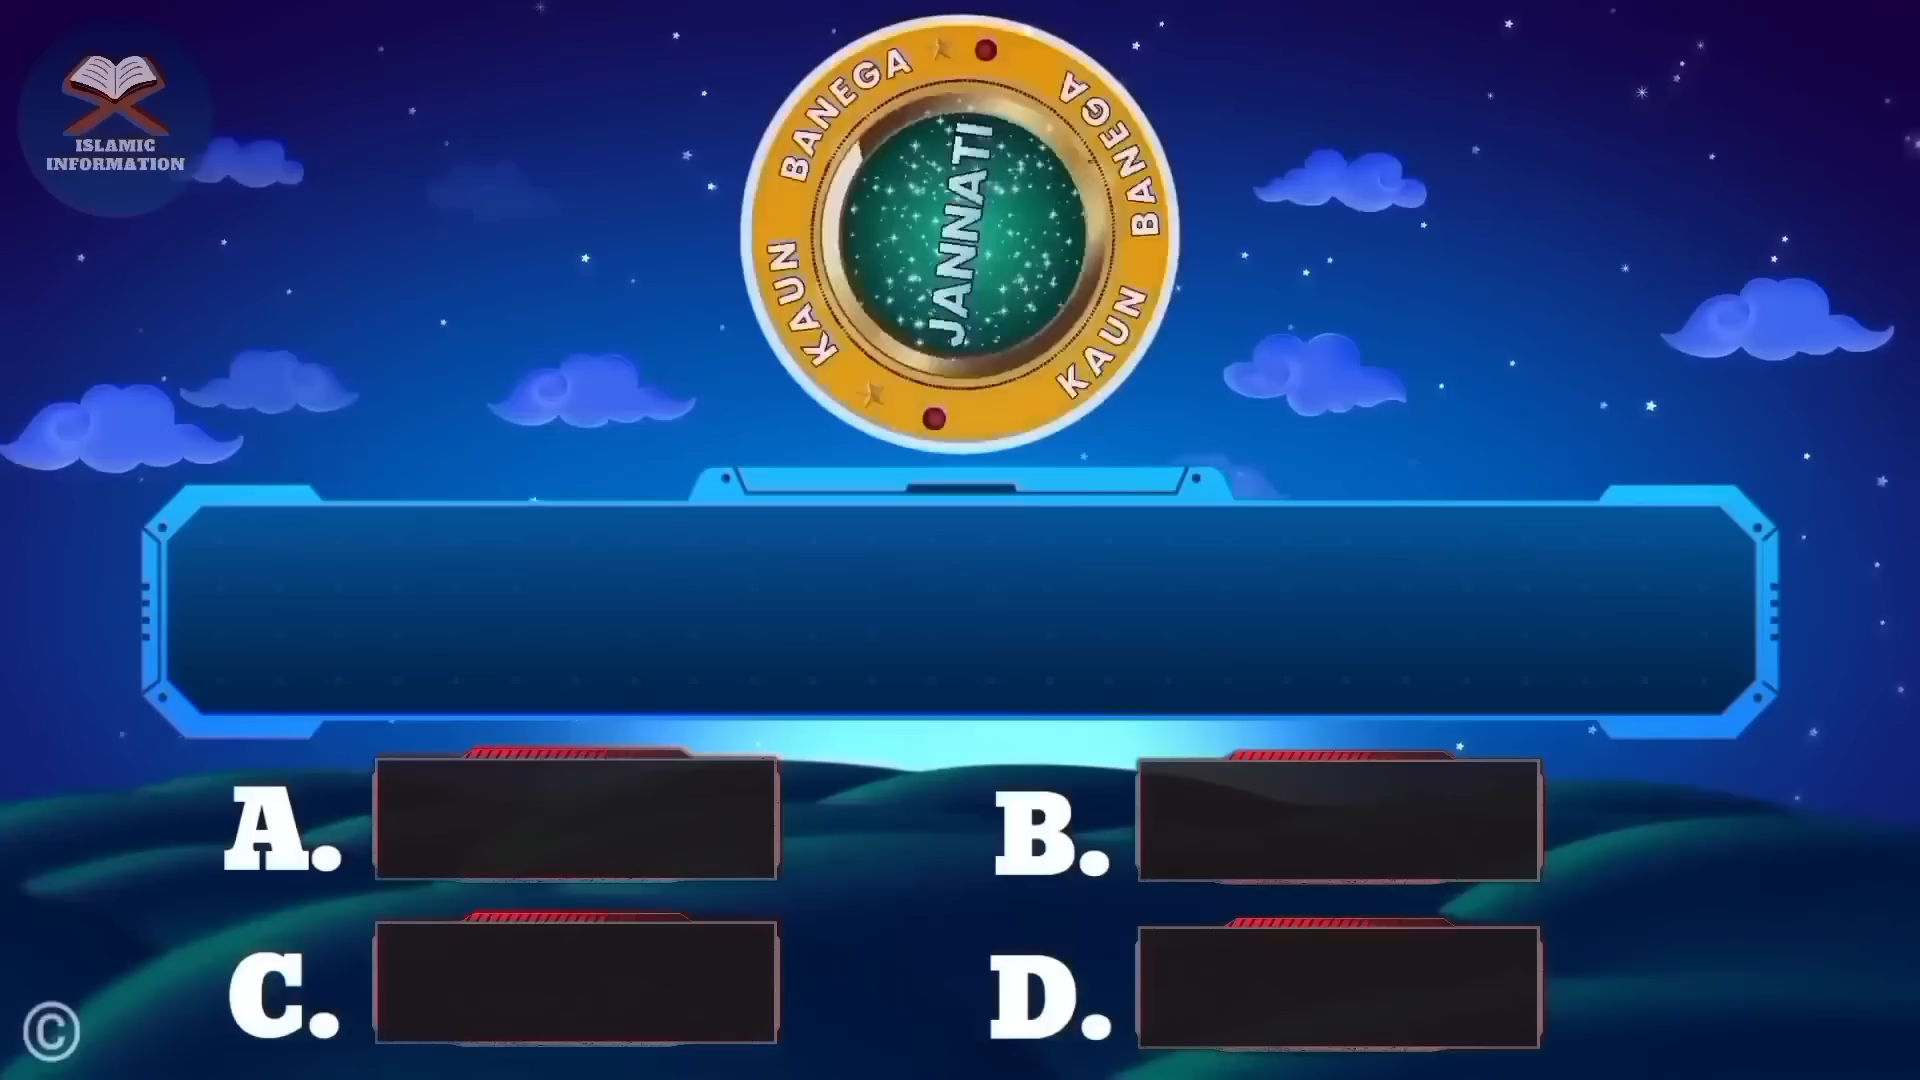 ISLAMIC
INFORMATION
KAUN BANEGA
JANNATI
KAUN BANEGA
A.
B.
C.
D.
©